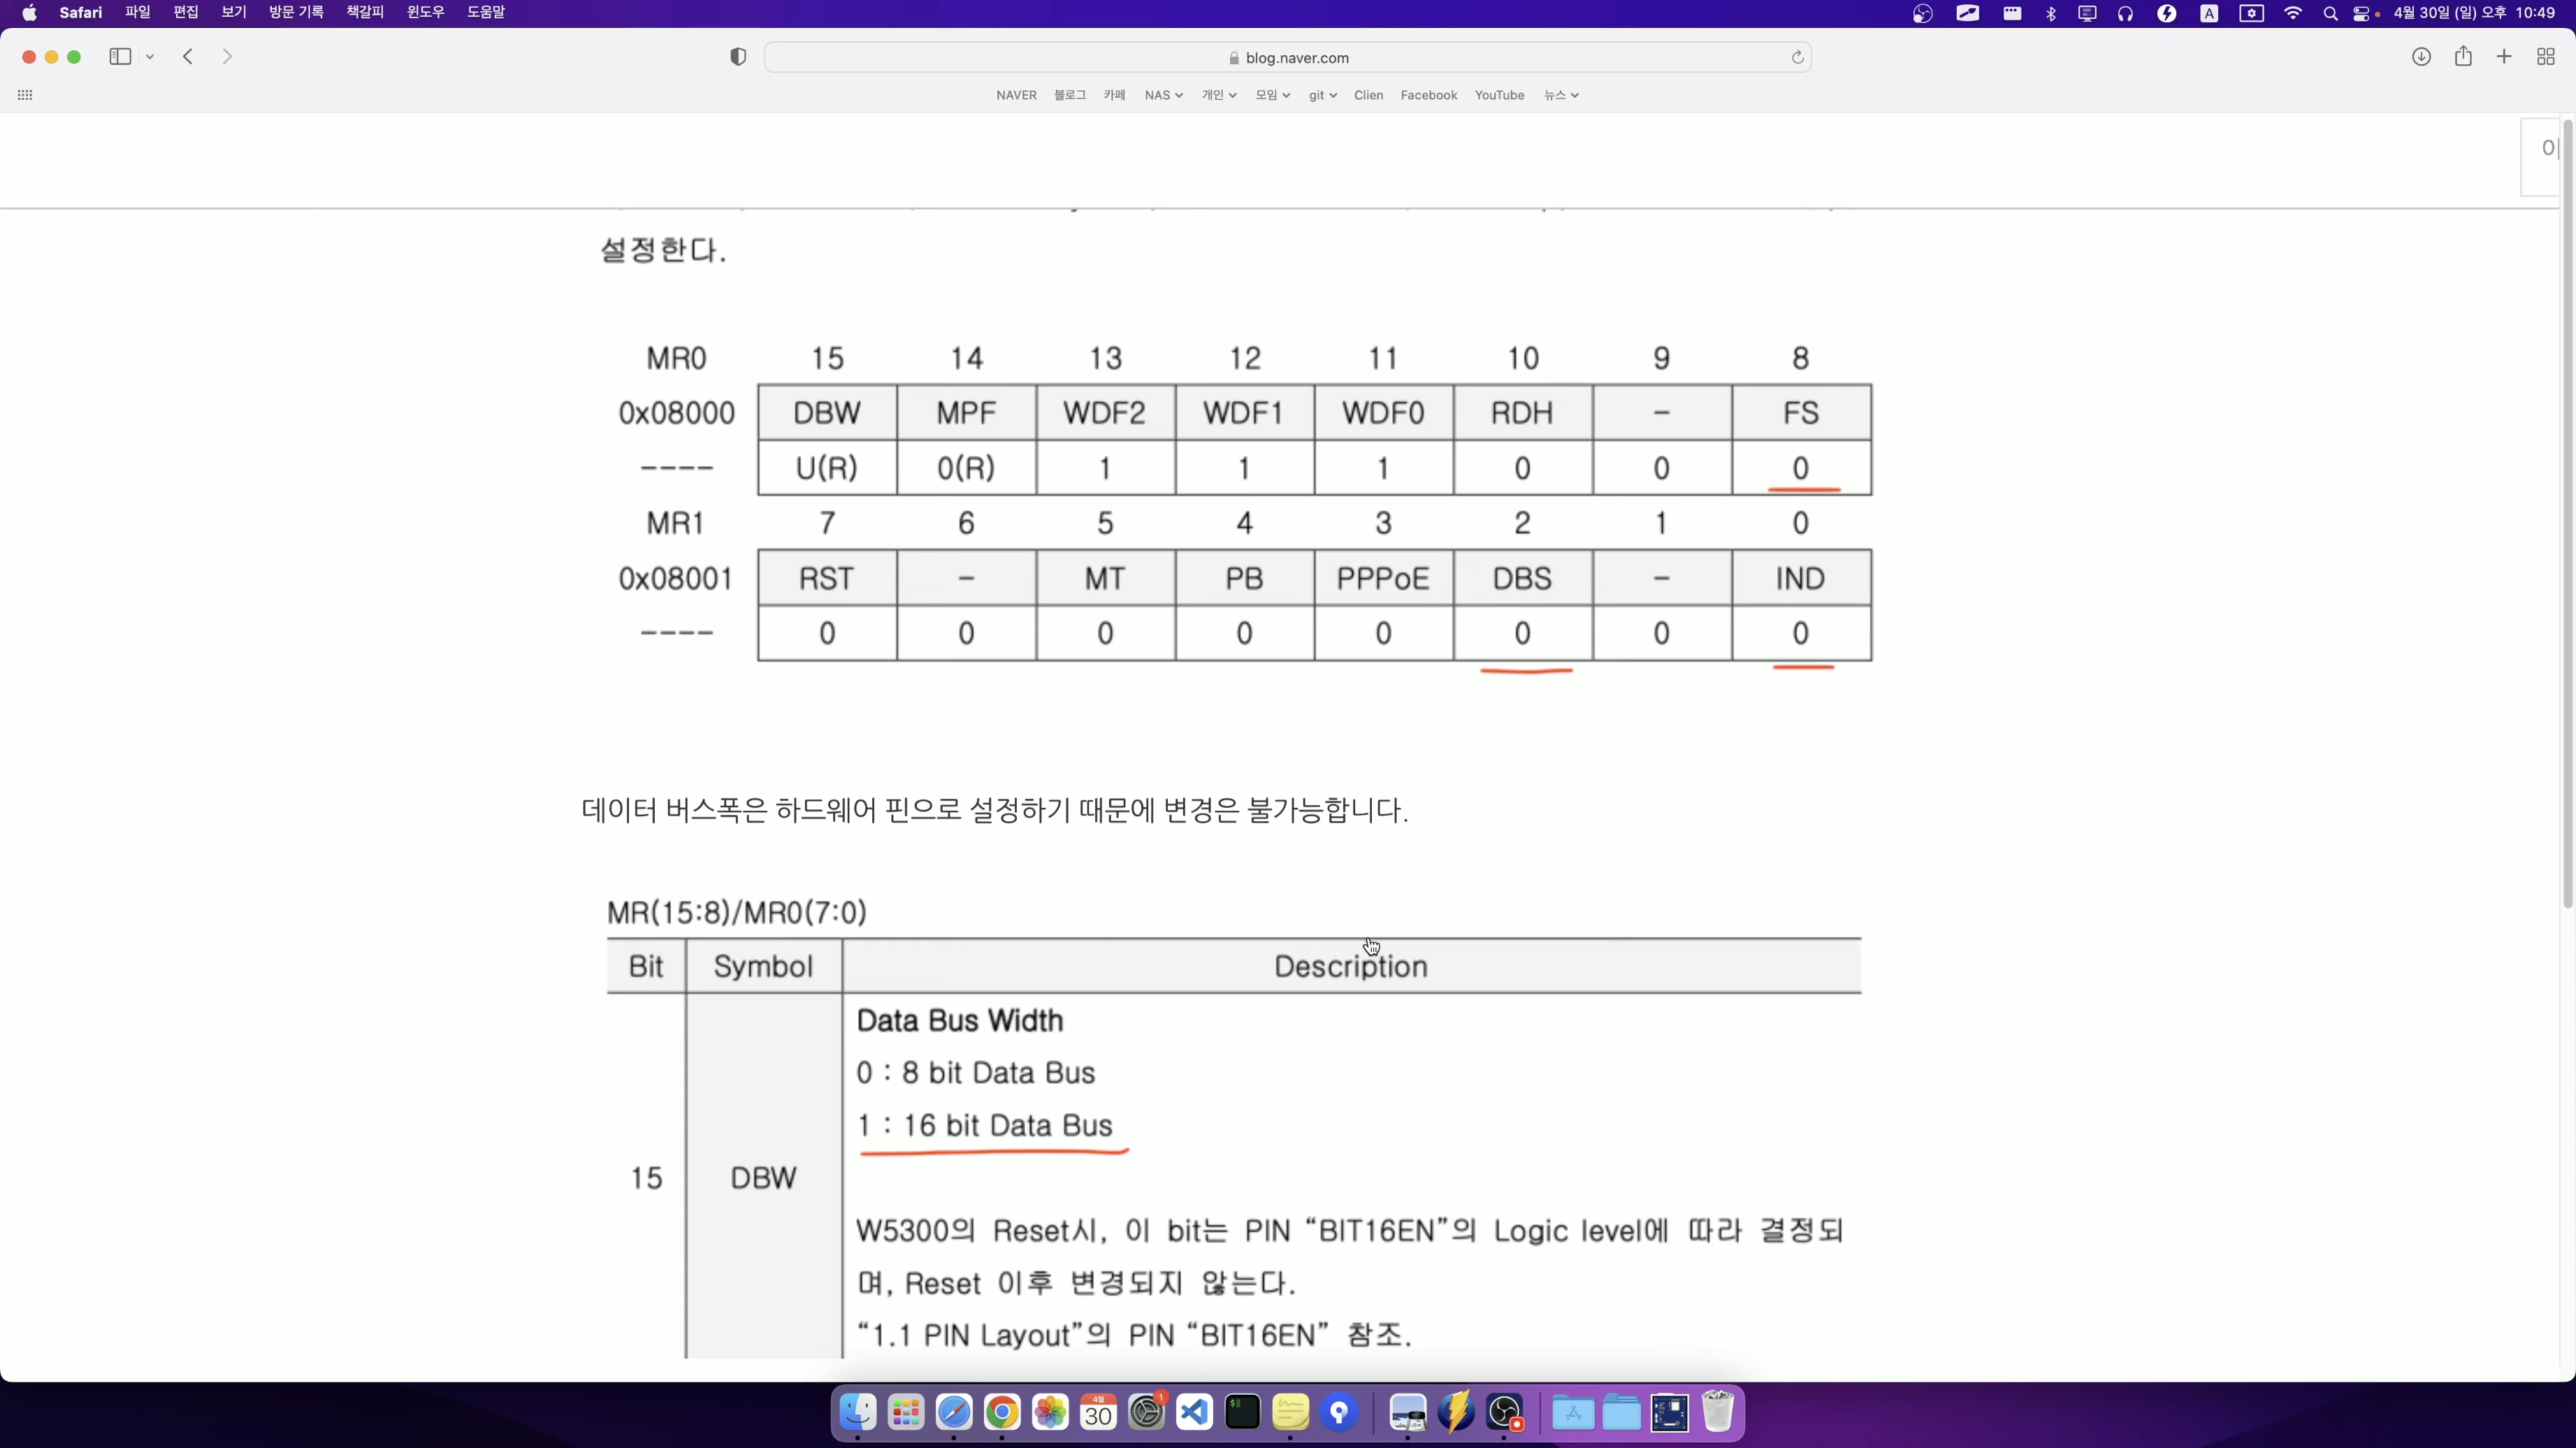 Safari 파일 편집 보기 방문 기록 책갈피 윈도우 도움말 A 4월 30일 (일) 오후 10:49
blog.naver.com
NAVER 블로그 카페 NAS 개인 모임 git Clien Facebook YouTube 뉴스
설정한다.
MR0 15 14 13 12 11 10 9 8
0x08000 DBW MPF WDF2 WDF1 WDF0 RDH – FS
---- U(R) 0(R) 1 1 1 0 0 0
MR1 7 6 5 4 3 2 1 0
0x08001 RST – MT PB PPPoE DBS – IND
---- 0 0 0 0 0 0 0 0
데이터 버스폭은 하드웨어 핀으로 설정하기 때문에 변경은 불가능합니다.
MR(15:8)/MR0(7:0)
Bit Symbol Description
Data Bus Width
0 : 8 bit Data Bus
1 : 16 bit Data Bus
15 DBW
W5300의 Reset시, 이 bit는 PIN “BIT16EN”의 Logic level에 따라 결정되
며, Reset 이후 변경되지 않는다.
“1.1 PIN Layout”의 PIN “BIT16EN” 참조.
4월
30
1